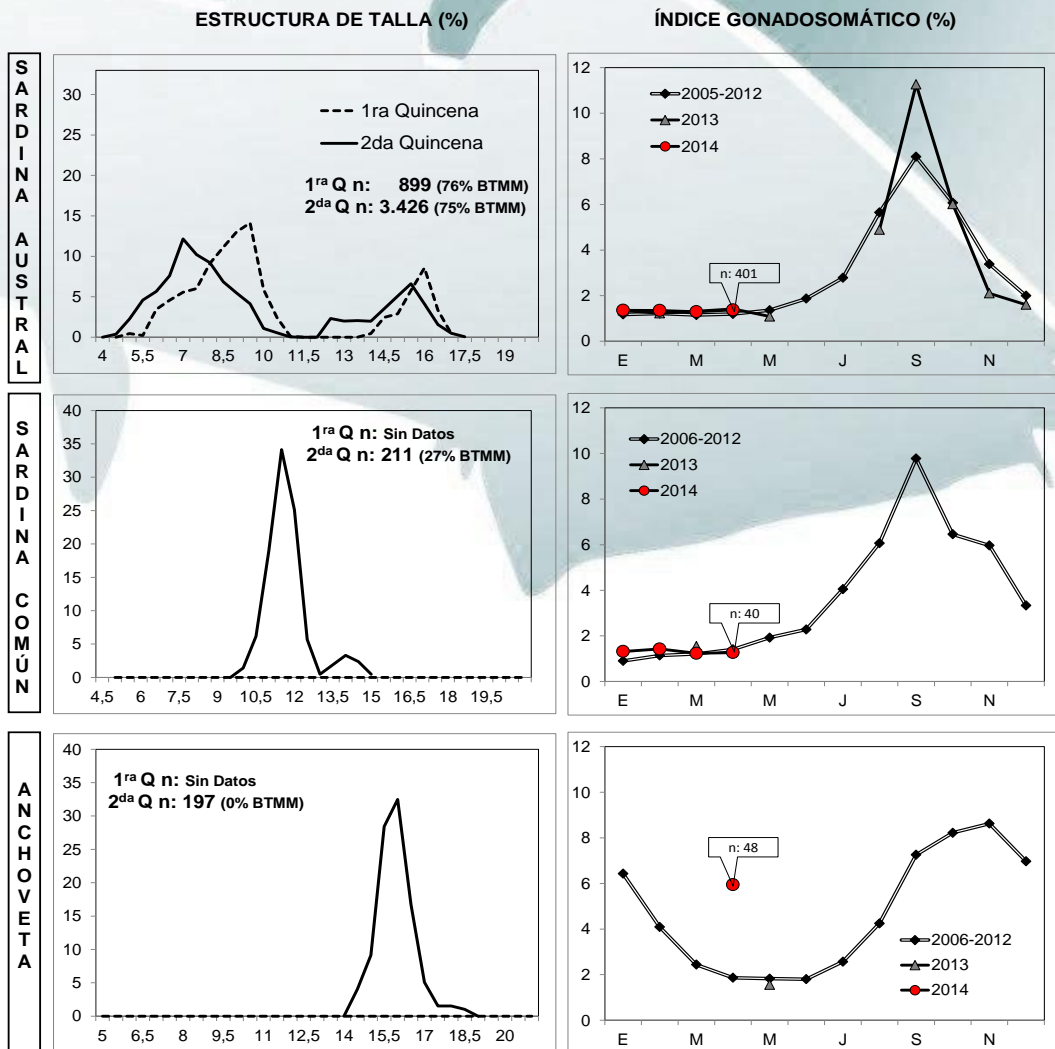 ESTRUCTURA DE TALLA (%)
ÍNDICE GONADOSOMÁTICO (%)
SARDINA AUSTRAL
30
25
20
15
10
5
0
4 5,5 7 8,5 10 11,5 13 14,5 16 17,5 19
1ra Quincena
2da Quincena
1ra Q n: 899 (76% BTMM)
2da Q n: 3.426 (75% BTMM)
12
10
8
6
4
2
0
E M M J S N
2005-2012
2013
2014
n: 401
SARDINA COMÚN
40
35
30
25
20
15
10
5
0
4,5 6 7,5 9 10,5 12 13,5 15 16,5 18 19,5
1ra Q n: Sin Datos
2da Q n: 211 (27% BTMM)
12
10
8
6
4
2
0
E M M J S N
2006-2012
2013
2014
n: 40
ANCHOVETA
40
35
30
25
20
15
10
5
0
5 6,5 8 9,5 11 12,5 14 15,5 17 18,5 20
1ra Q n: Sin Datos
2da Q n: 197 (0% BTMM)
12
10
8
6
4
2
0
E M M J S N
n: 48
2006-2012
2013
2014